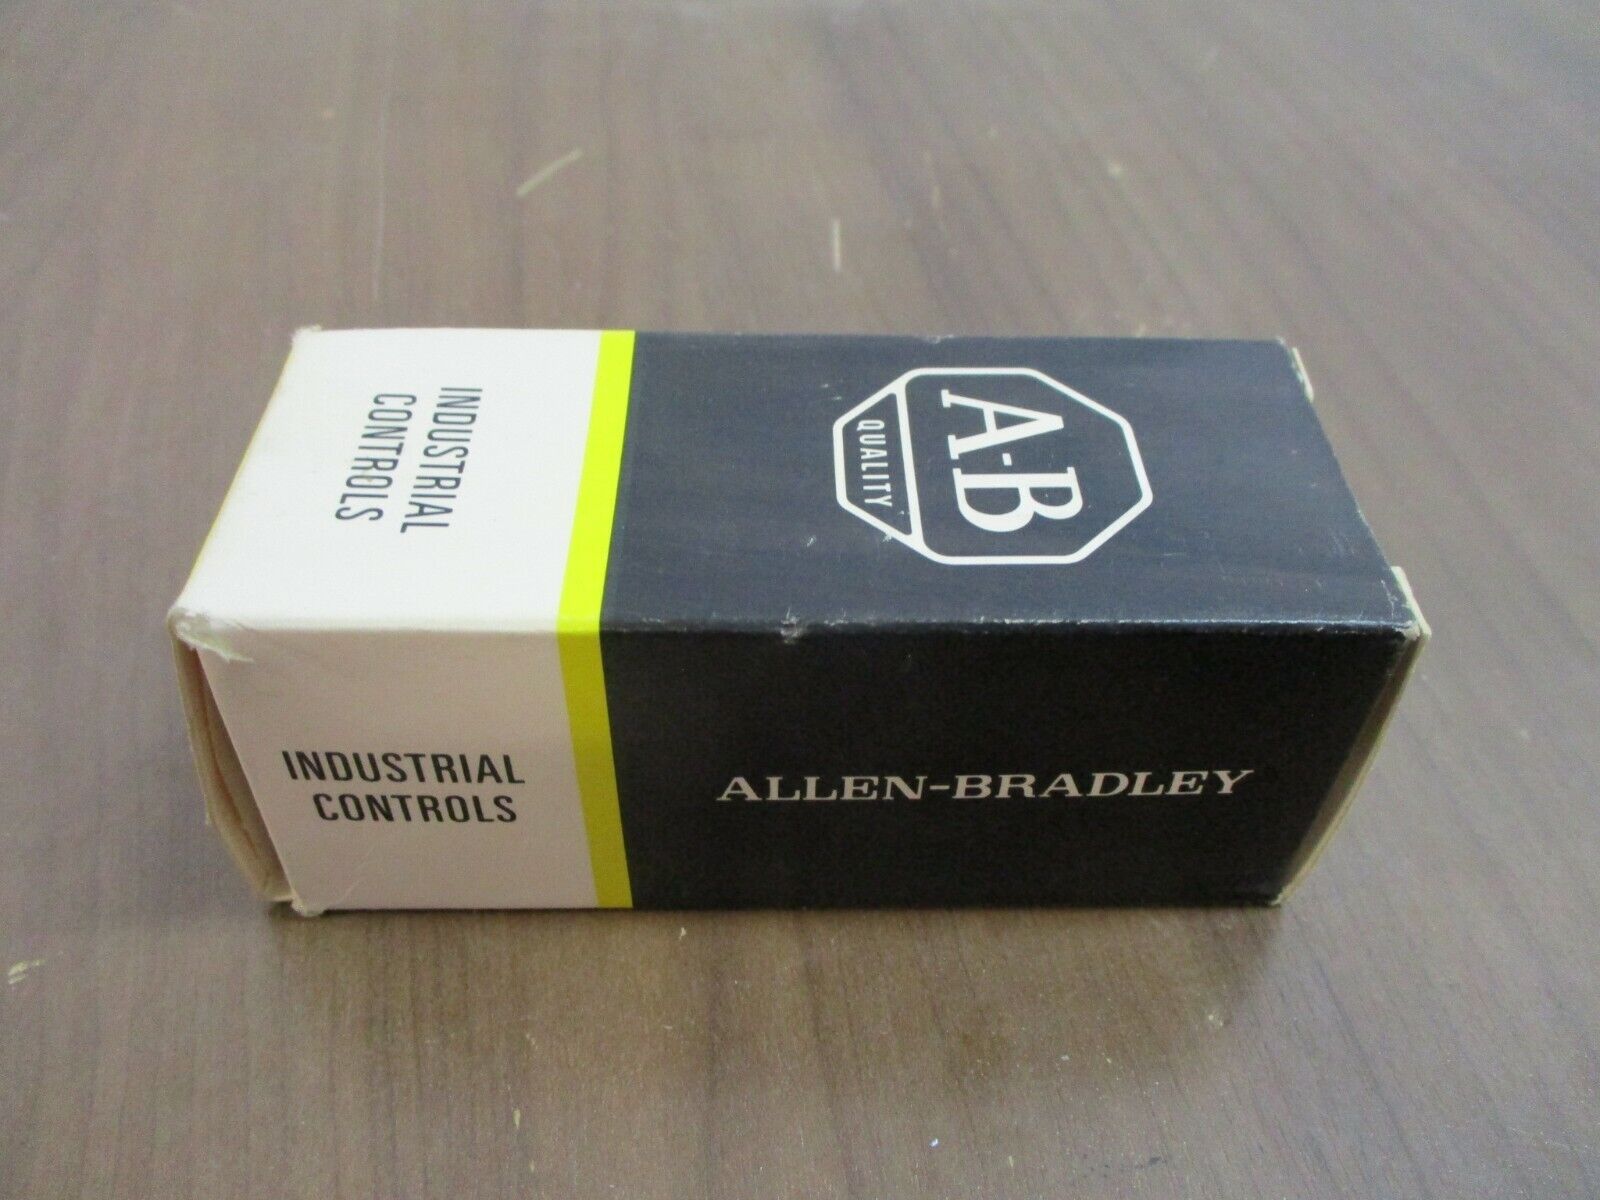 INDUSTRIAL
CONTROLS
A-B
QUALITY
INDUSTRIAL
CONTROLS
ALLEN-BRADLEY